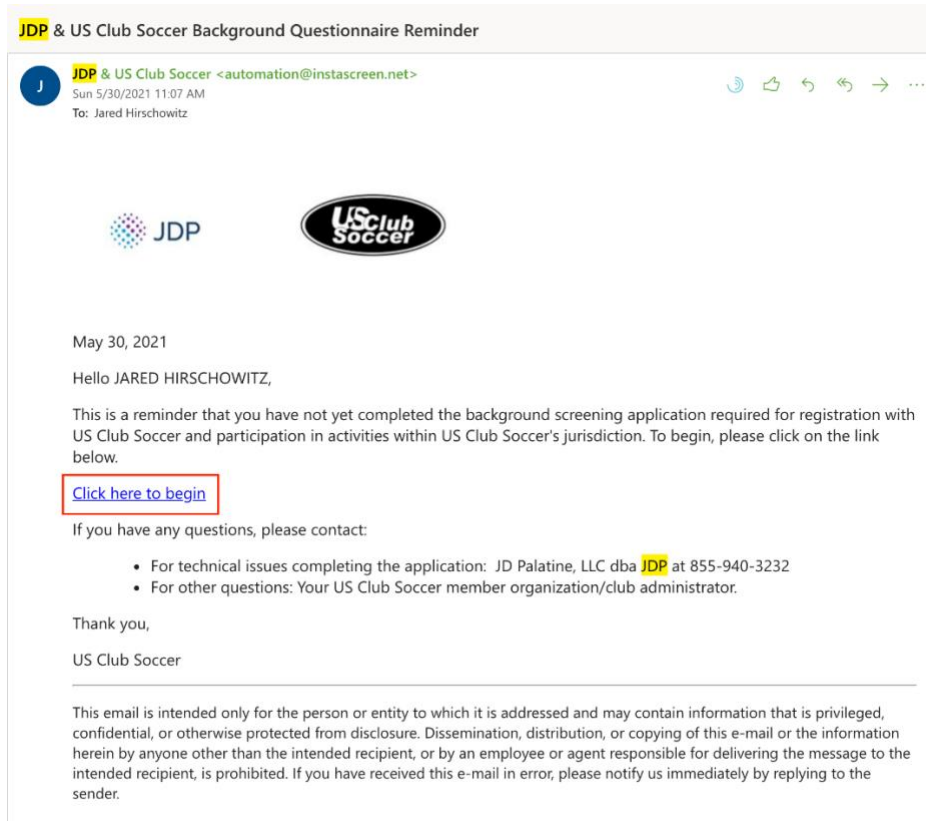 JDP & US Club Soccer Background Questionnaire Reminder
J
JDP & US Club Soccer <automation@instascreen.net>
Sun 5/30/2021 11:07 AM
To: Jared Hirschowitz
JDP
US club
Soccer
May 30, 2021
Hello JARED HIRSCHOWITZ,
This is a reminder that you have not yet completed the background screening application required for registration with
US Club Soccer and participation in activities within US Club Soccer's jurisdiction. To begin, please click on the link
below.
Click here to begin
If you have any questions, please contact:
• For technical issues completing the application:  JD Palatine, LLC dba JDP at 855-940-3232
• For other questions: Your US Club Soccer member organization/club administrator.
Thank you,
US Club Soccer
This email is intended only for the person or entity to which it is addressed and may contain information that is privileged,
confidential, or otherwise protected from disclosure. Dissemination, distribution, or copying of this e-mail or the information
herein by anyone other than the intended recipient, or by an employee or agent responsible for delivering the message to the
intended recipient, is prohibited. If you have received this e-mail in error, please notify us immediately by replying to the
sender.